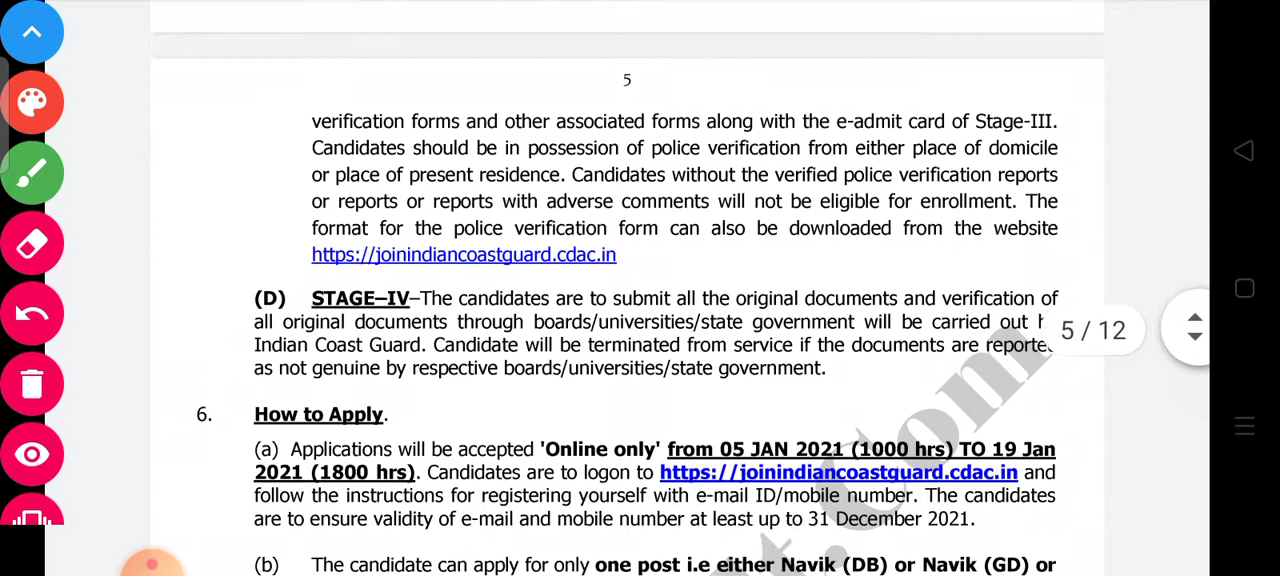 5
verification forms and other associated forms along with the e-admit card of Stage-III.
Candidates should be in possession of police verification from either place of domicile
or place of present residence. Candidates without the verified police verification reports
or reports or reports with adverse comments will not be eligible for enrollment. The
format for the police verification form can also be downloaded from the website
https://joinindiancoastguard.cdac.in
(D) STAGE–IV–The candidates are to submit all the original documents and verification of
all original documents through boards/universities/state government will be carried out
Indian Coast Guard. Candidate will be terminated from service if the documents are reporte
5 / 12
as not genuine by respective boards/universities/state government.
6. How to Apply.
(a) Applications will be accepted 'Online only' from 05 JAN 2021 (1000 hrs) TO 19 Jan
2021 (1800 hrs). Candidates are to logon to https://joinindiancoastguard.cdac.in and
follow the instructions for registering yourself with e-mail ID/mobile number. The candidates
are to ensure validity of e-mail and mobile number at least up to 31 December 2021.
(b) The candidate can apply for only one post i.e either Navik (DB) or Navik (GD) or
t.Com